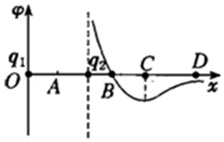 φ
q₁ q₂ C D
O A B x